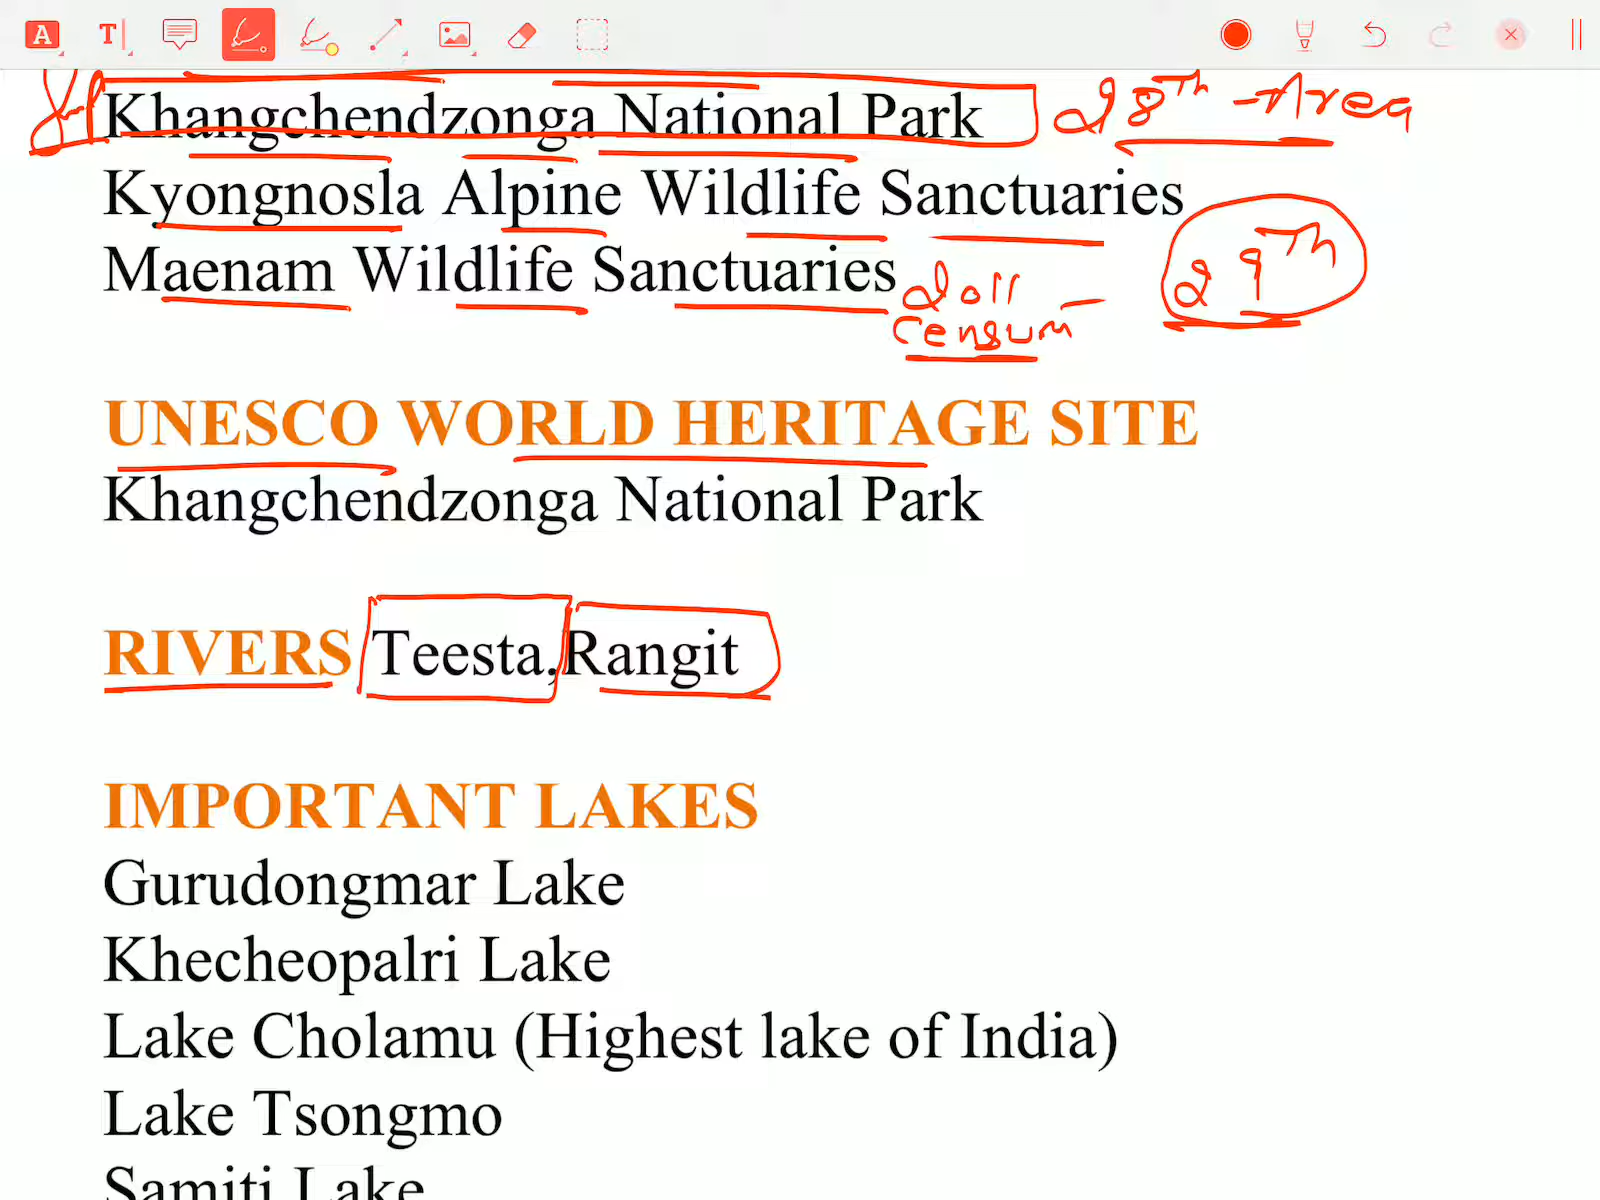 Khangchendzonga National Park 28th - Area
Kyongnosla Alpine Wildlife Sanctuaries
Maenam Wildlife Sanctuaries 2011 - 29Th
Censum
UNESCO WORLD HERITAGE SITE
Khangchendzonga National Park
RIVERS Teesta,Rangit
IMPORTANT LAKES
Gurudongmar Lake
Khecheopalri Lake
Lake Cholamu (Highest lake of India)
Lake Tsongmo
Samiti Lake